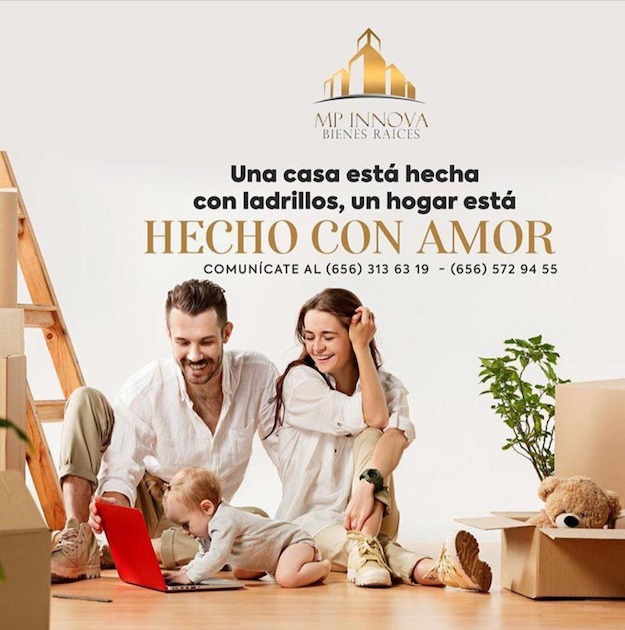 MP INNOVA
BIENES RAÍCES
Una casa está hecha
con ladrillos, un hogar está
HECHO CON AMOR
COMUNÍCATE AL (656) 313 63 19 - (656) 572 94 55